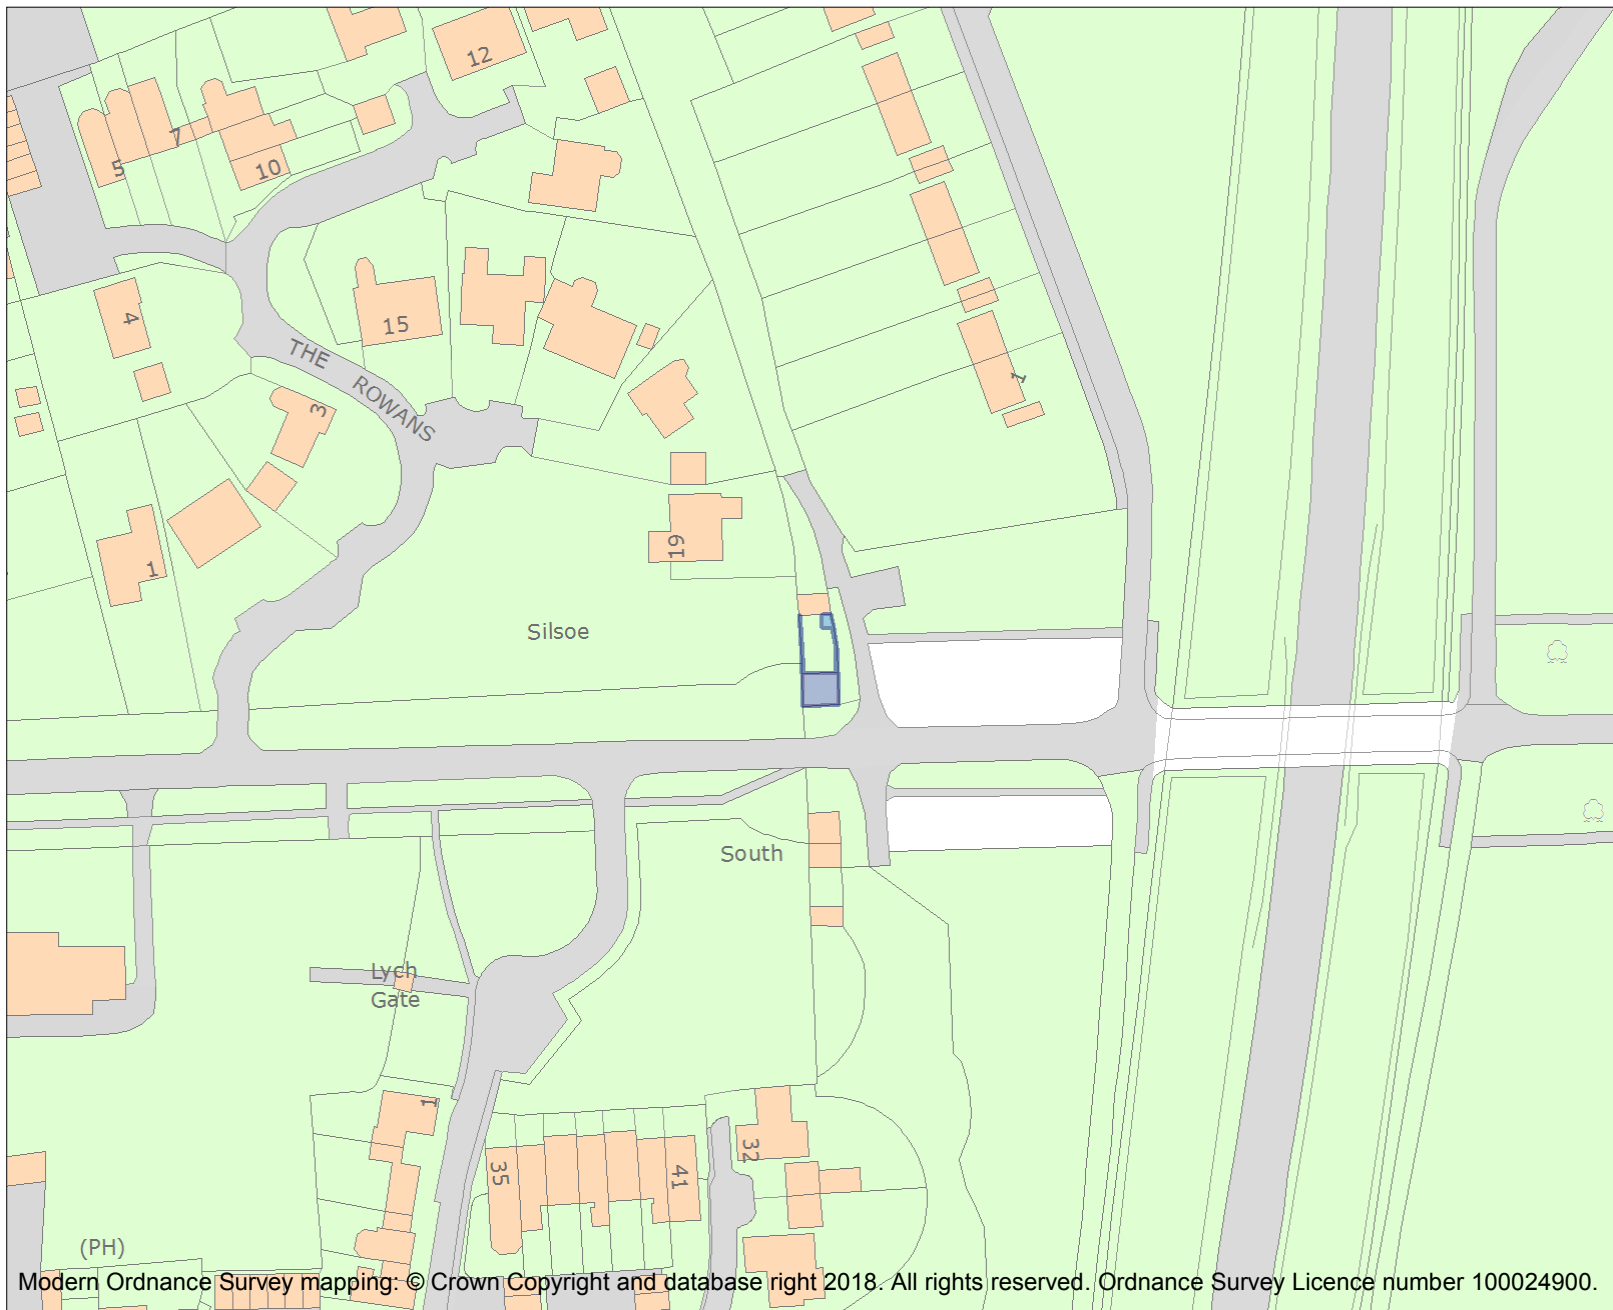 12
7
5
10
4
15
THE ROWANS
1
3
19
1
Silsoe
South
Lych
Gate
1
32
35
41
(PH)
Modern Ordnance Survey mapping: © Crown Copyright and database right 2018. All rights reserved. Ordnance Survey Licence number 100024900.